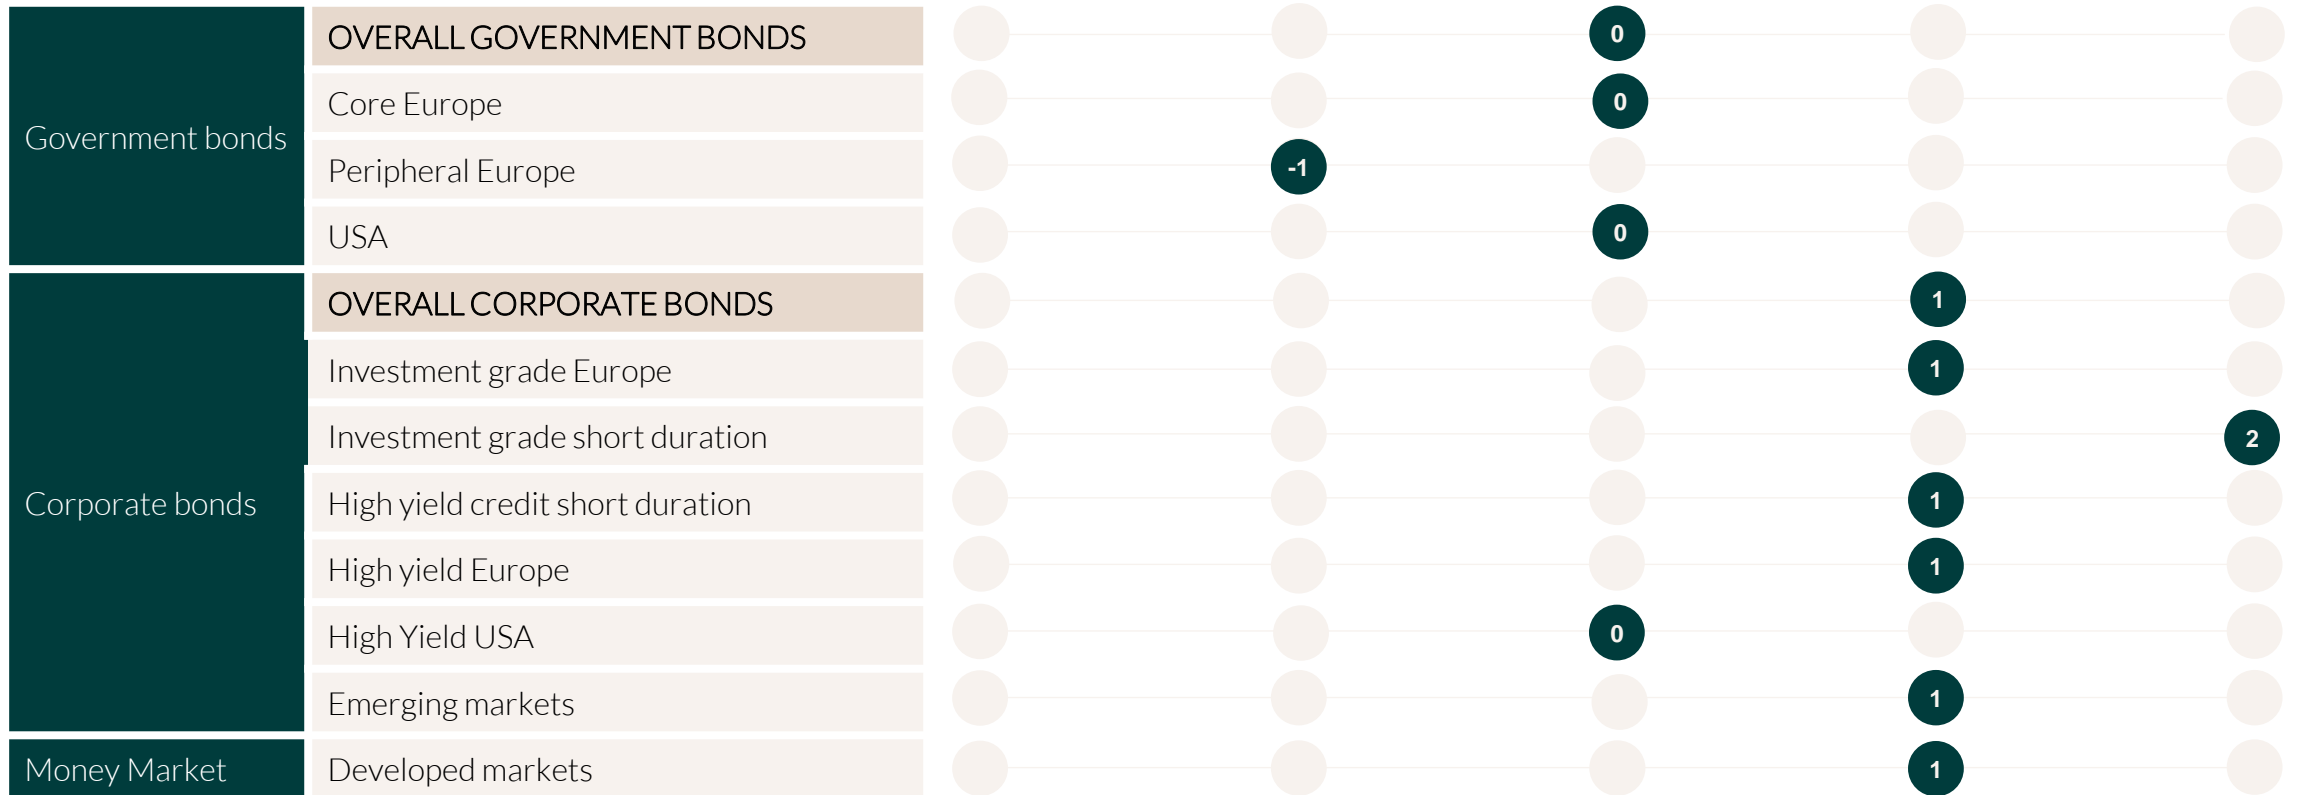 Government bonds
OVERALL GOVERNMENT BONDS
0
Core Europe
0
Peripheral Europe
-1
USA
0
Corporate bonds
OVERALL CORPORATE BONDS
1
Investment grade Europe
1
Investment grade short duration
2
High yield credit short duration
1
High yield Europe
1
High Yield USA
0
Emerging markets
1
Money Market
Developed markets
1